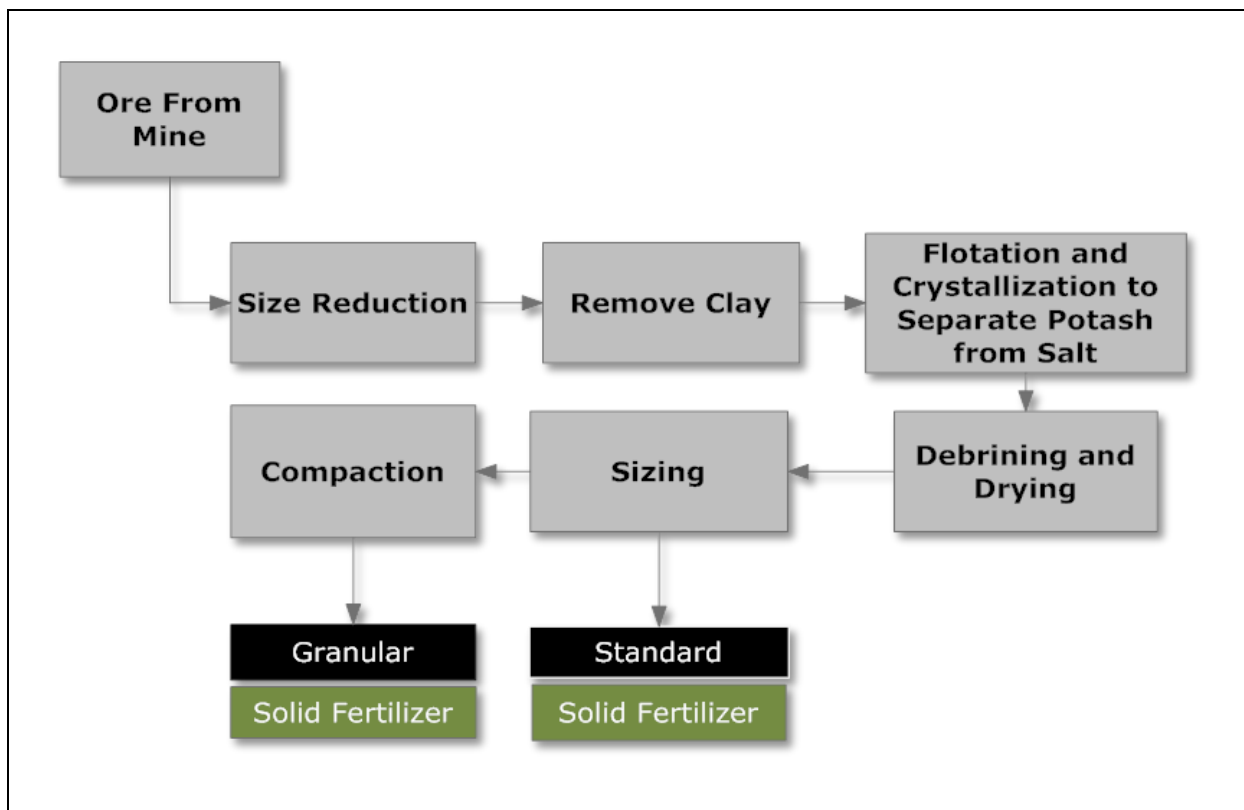 Ore From
Mine
Size Reduction
Remove Clay
Flotation and
Crystallization to
Separate Potash
from Salt
Compaction
Sizing
Debrining and
Drying
Granular
Standard
Solid Fertilizer
Solid Fertilizer